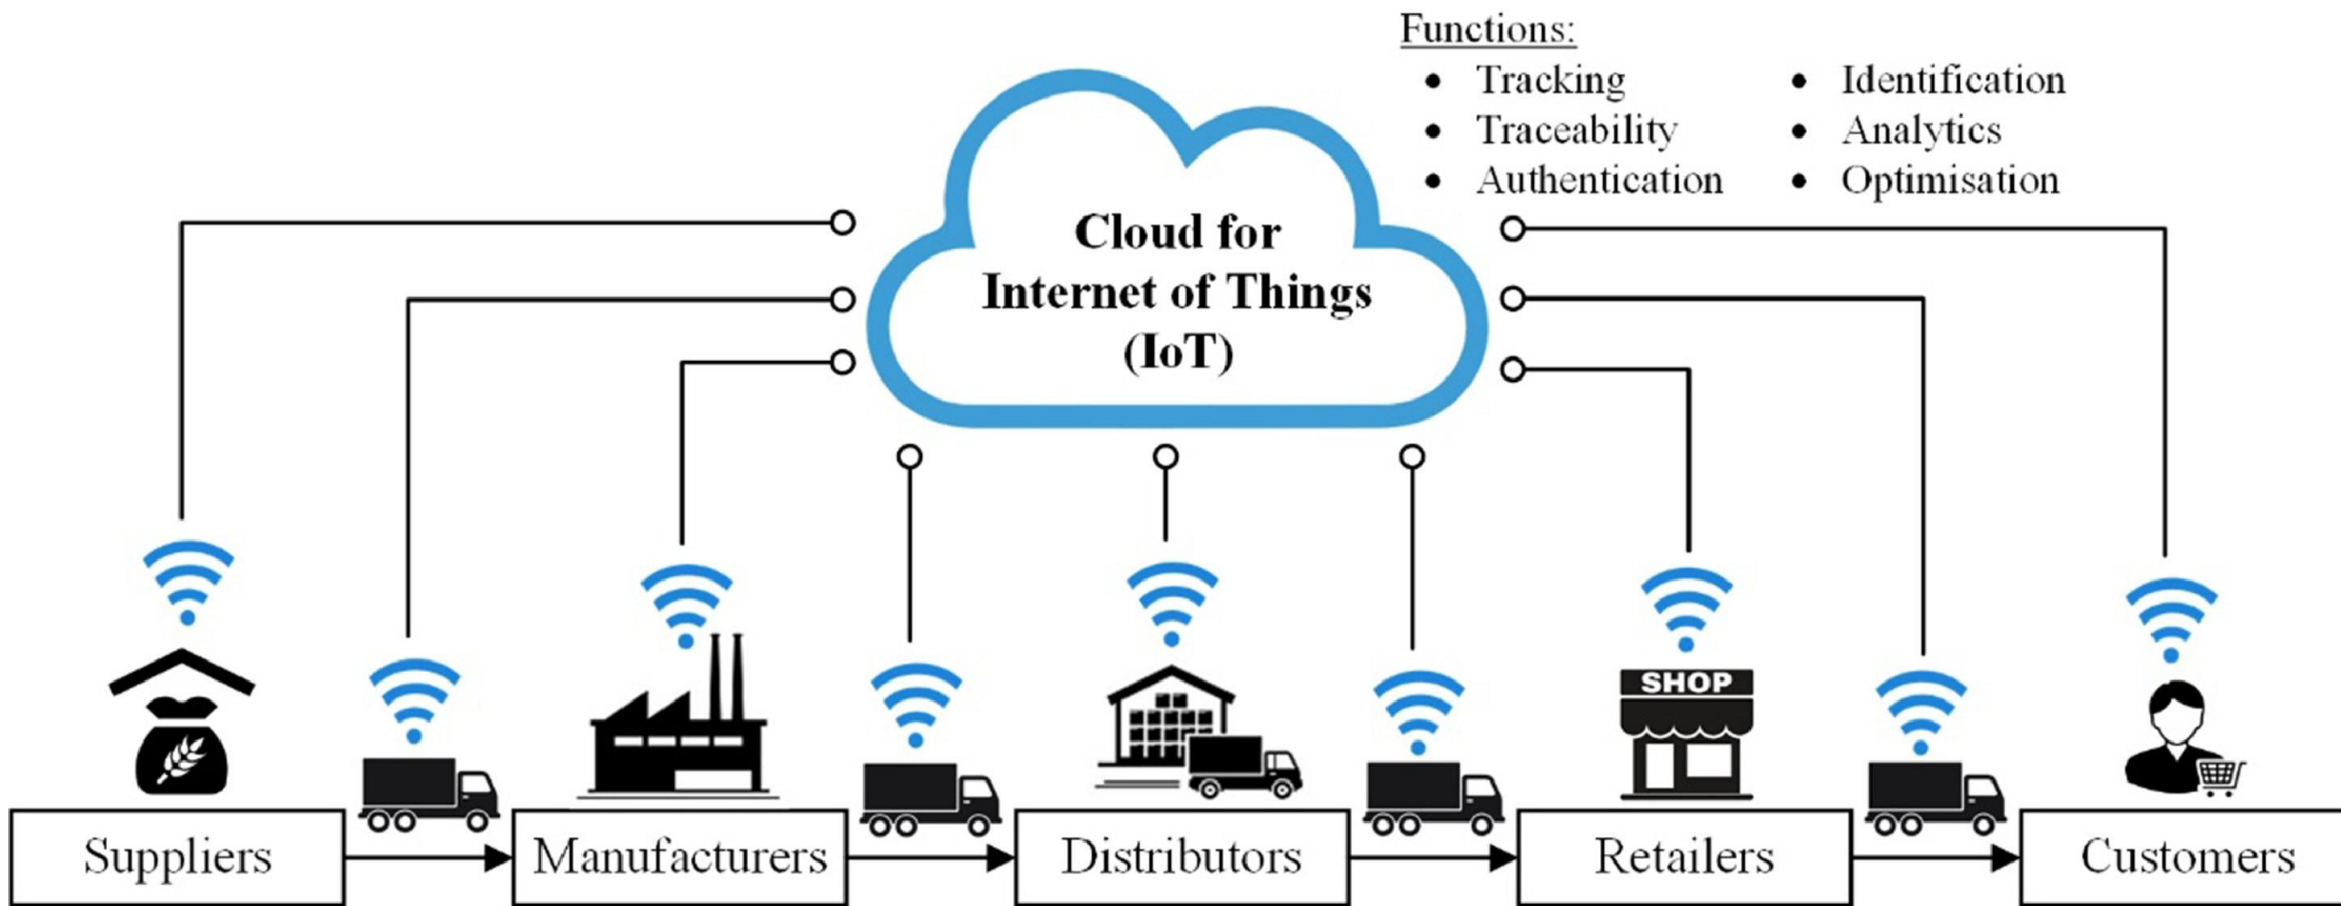 Functions:
• Tracking
• Traceability
• Authentication
• Identification
• Analytics
• Optimisation
Cloud for
Internet of Things
(IoT)
SHOP
Suppliers
Manufacturers
Distributors
Retailers
Customers